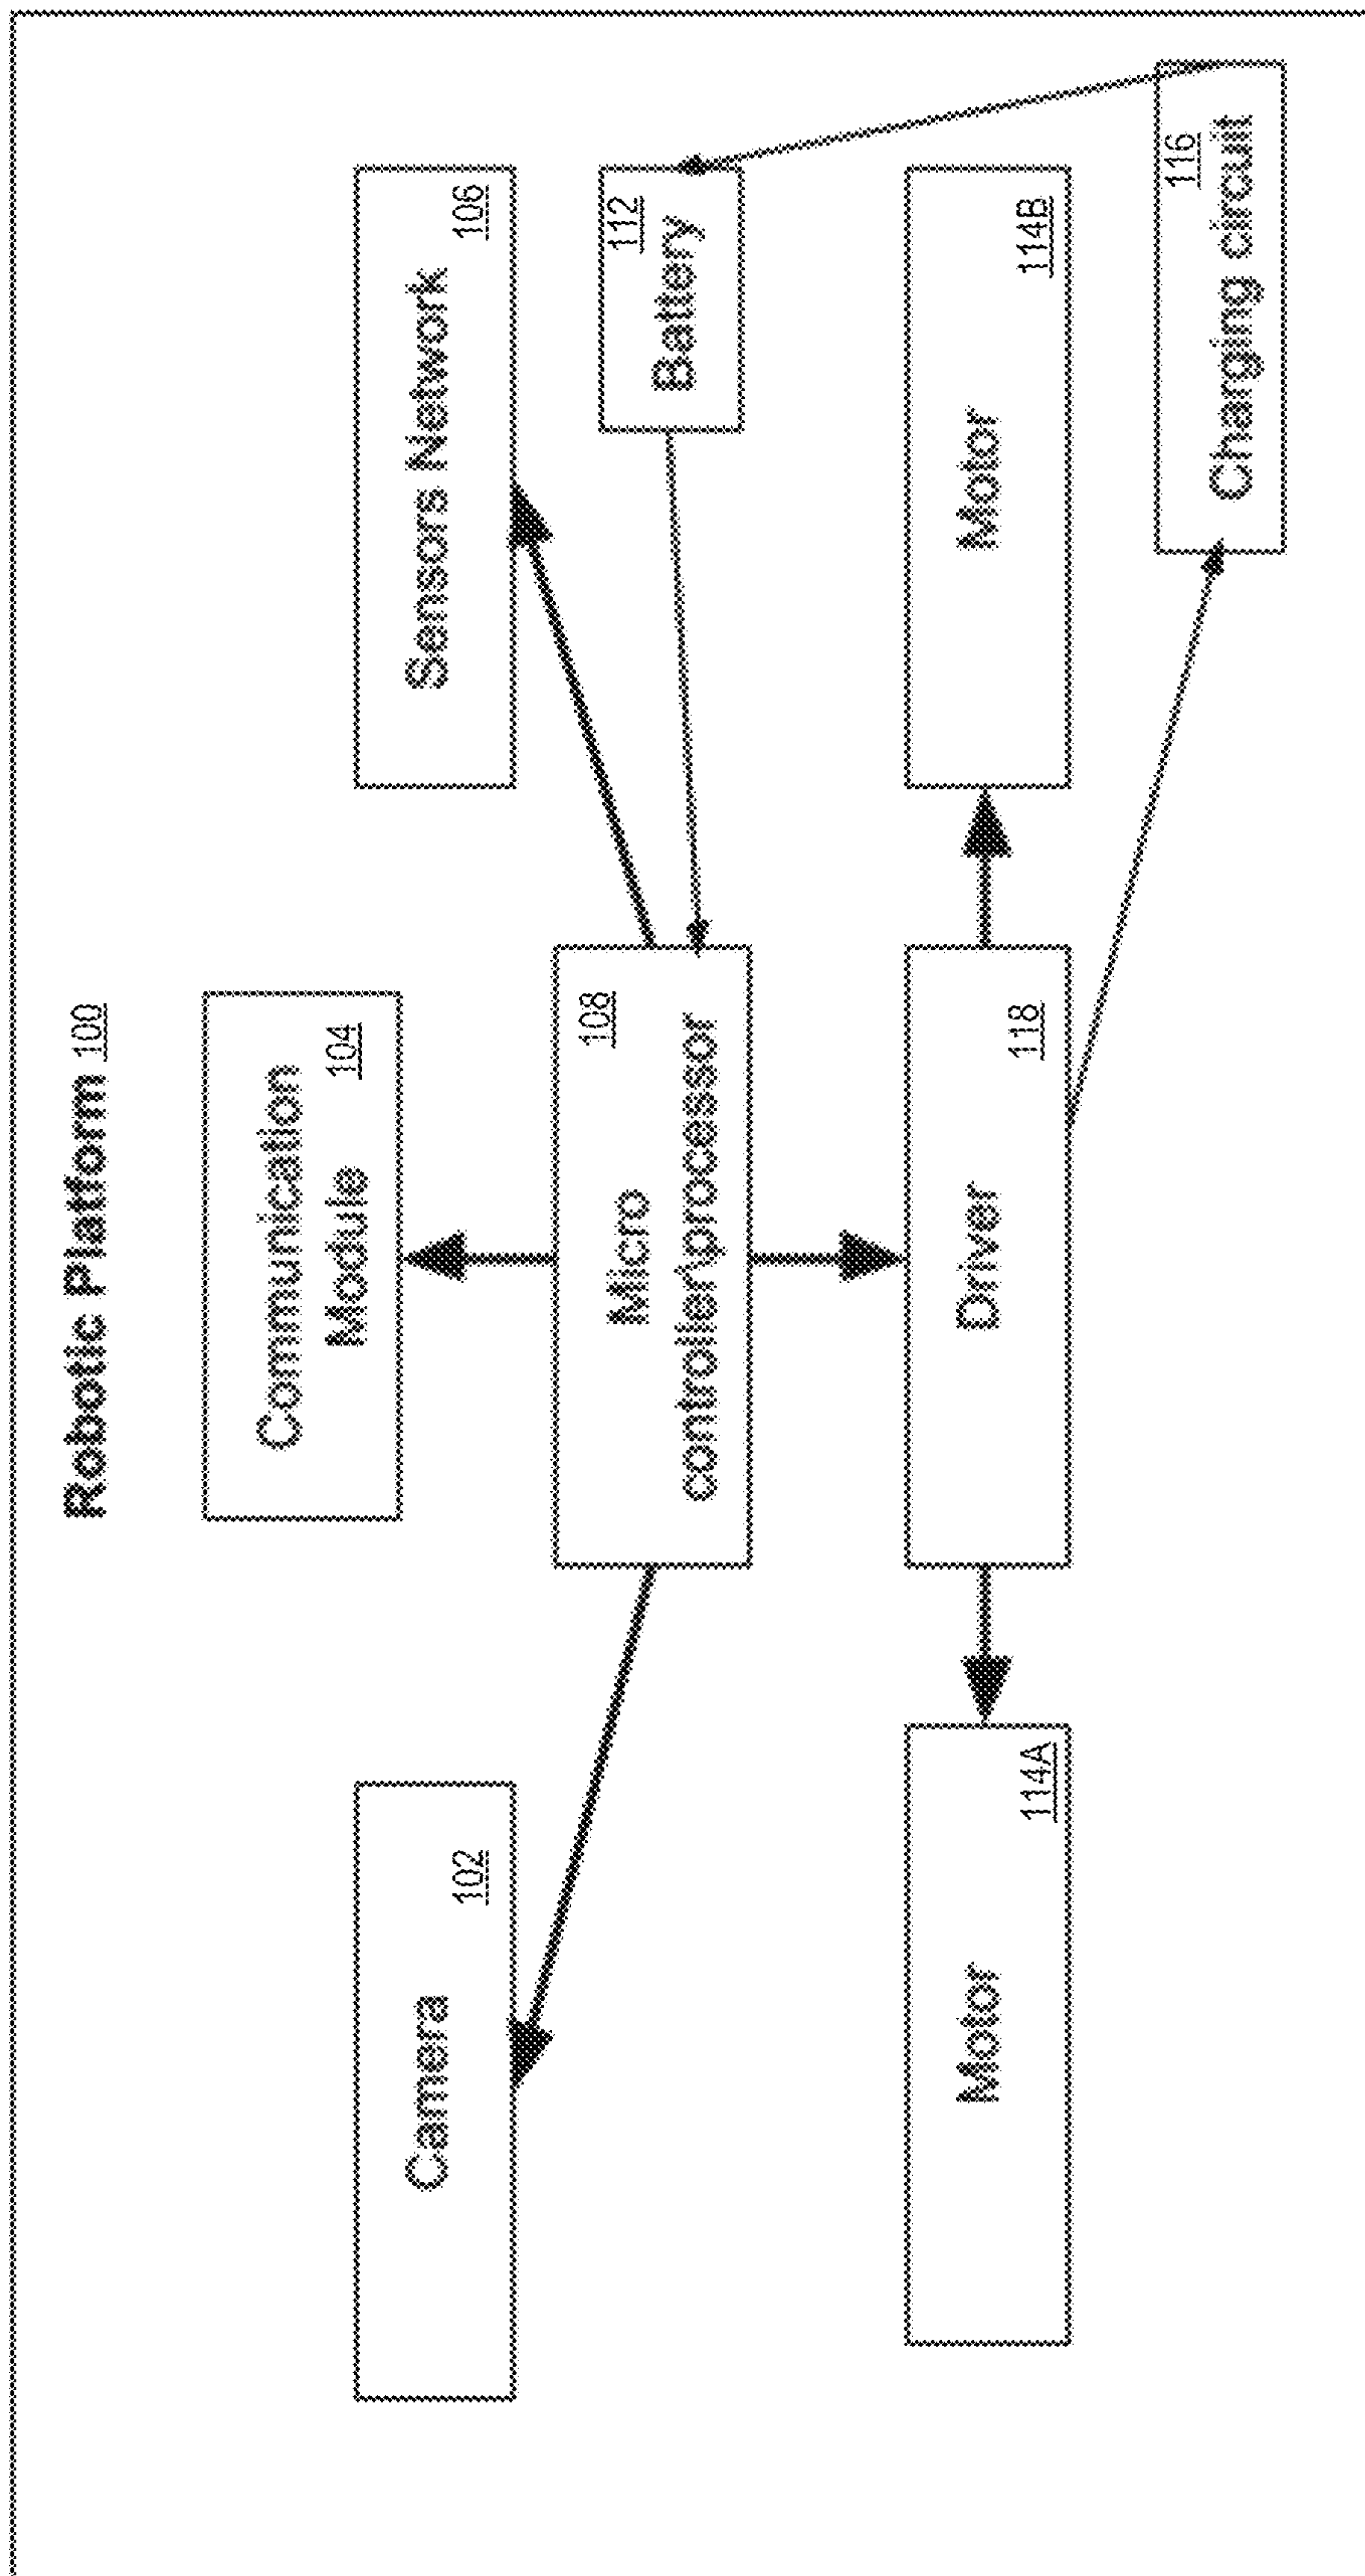 Robotic Platform 100
Communication
Module
104
Camera
102
Sensors Network
106
Micro
108
controller\processor
112
Battery
Motor
114A
Driver
118
Motor
114B
116
Charging circuit